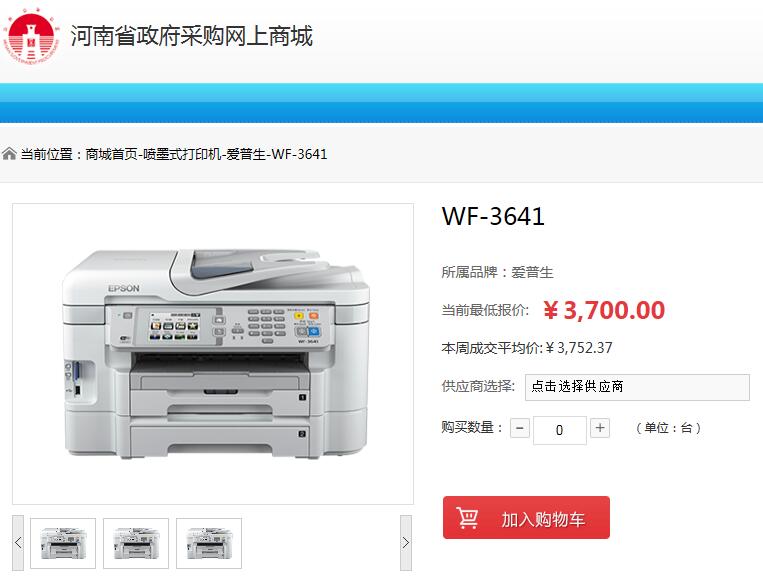 河南省政府采购网上商城
当前位置：商城首页-喷墨式打印机-爱普生-WF-3641
WF-3641
所属品牌：爱普生
当前最低报价: ￥3,700.00
本周成交平均价:￥3,752.37
供应商选择: 点击选择供应商
购买数量： - 0 + （单位：台）
加入购物车
EPSON
WF-3641
1
2